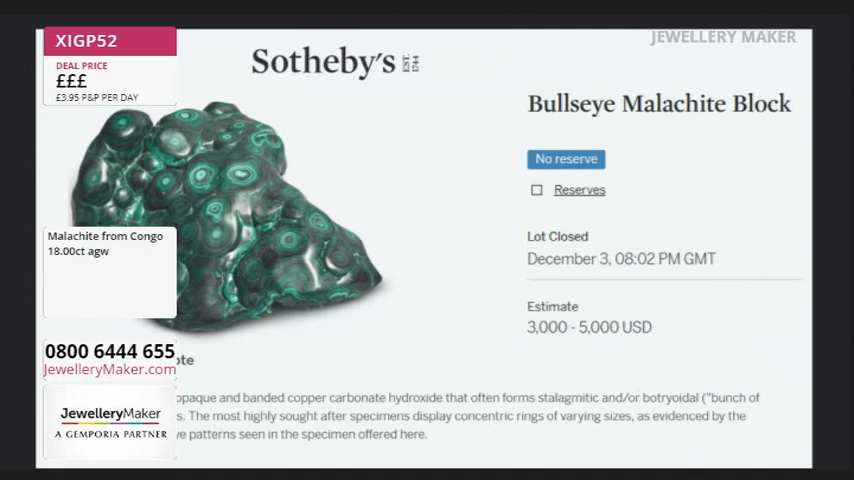 XIGP52
DEAL PRICE
£££
£3.95 P&P PER DAY
Malachite from Congo
18.00ct agw
0800 6444 655
JewelleryMaker.com
JewelleryMaker
A GEMPORIA PARTNER
JEWELLERY MAKER
Sotheby's EST. 1744
Bullseye Malachite Block
No reserve
Reserves
Lot Closed
December 3, 08:02 PM GMT
Estimate
3,000 - 5,000 USD
ote
opaque and banded copper carbonate hydroxide that often forms stalagmitic and/or botryoidal ("bunch of
s. The most highly sought after specimens display concentric rings of varying sizes, as evidenced by the
ve patterns seen in the specimen offered here.